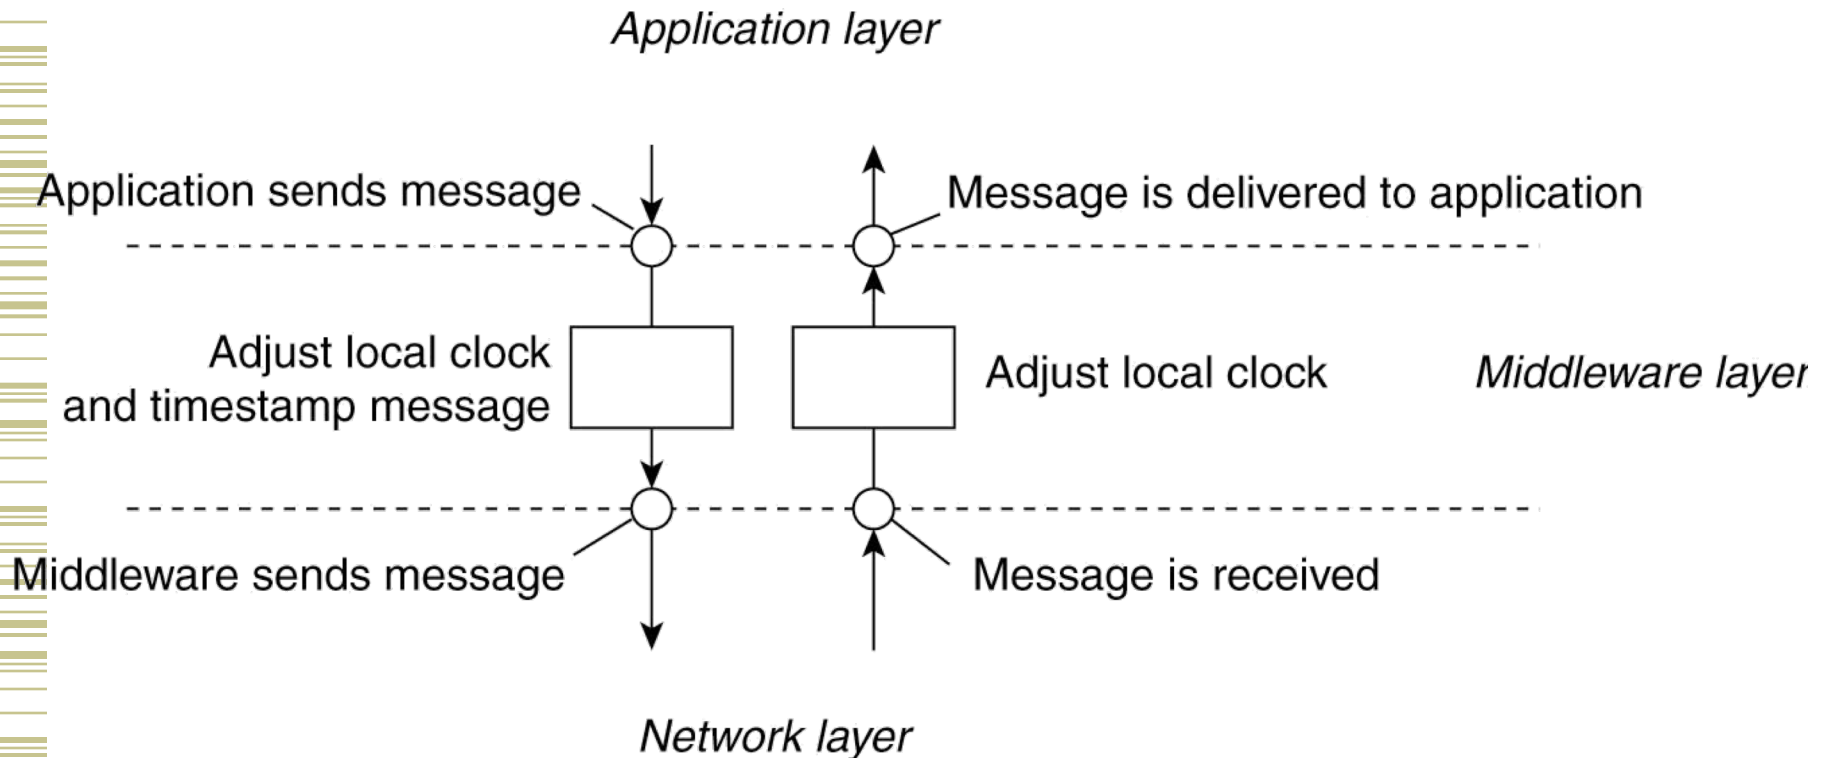 Application layer
Application sends message
Message is delivered to application
Adjust local clock
and timestamp message
Adjust local clock
Middleware layer
Middleware sends message
Message is received
Network layer